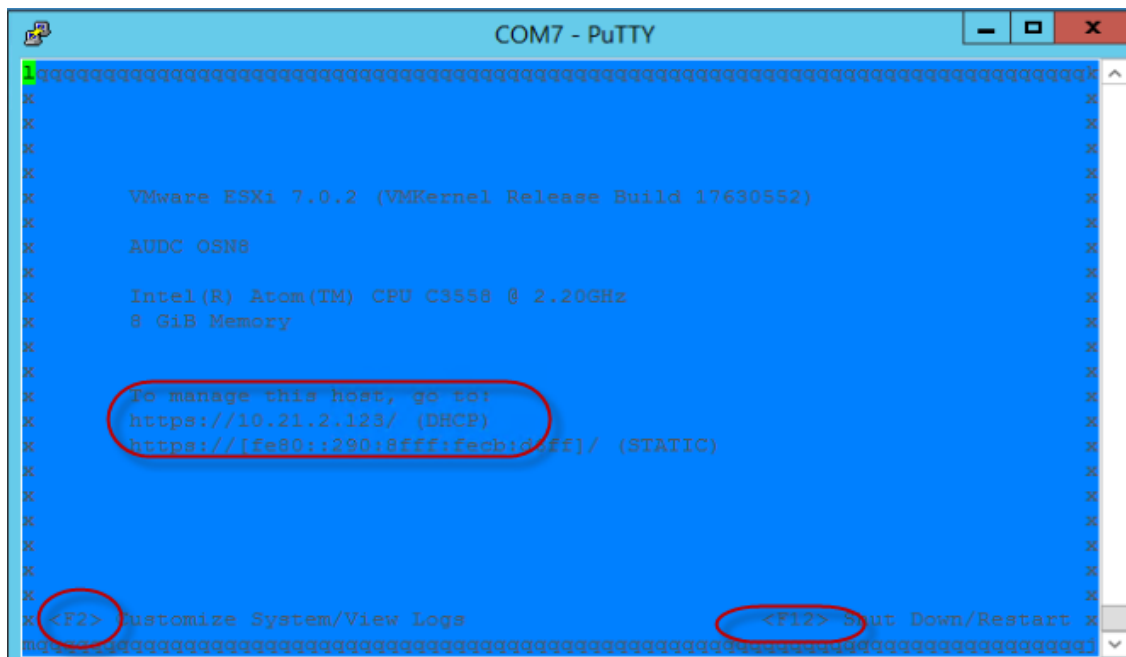 COM7 - PuTTY
lqqqqqqqqqqqqqqqqqqqqqqqqqqqqqqqqqqqqqqqqqqqqqqqqqqqqqqqqqqqqqqqqqqqqqqqqqqqqqqk
x x
x x
x x
x x
x VMware ESXi 7.0.2 (VMKernel Release Build 17630552) x
x x
x AUDC OSN8 x
x x
x Intel(R) Atom(TM) CPU C3558 @ 2.20GHz x
x 8 GiB Memory x
x x
x x
x To manage this host, go to: x
x https://10.21.2.123/ (DHCP) x
x (STATIC) x
x x
x x
x x
x x
x x
x x
x <F2> Customize System/View Logs <F12> Shut Down/Restart x
mqqqqqqqqqqqqqqqqqqqqqqqqqqqqqqqqqqqqqqqqqqqqqqqqqqqqqqqqqqqqqqqqqqqqqqqqqqqqqqj